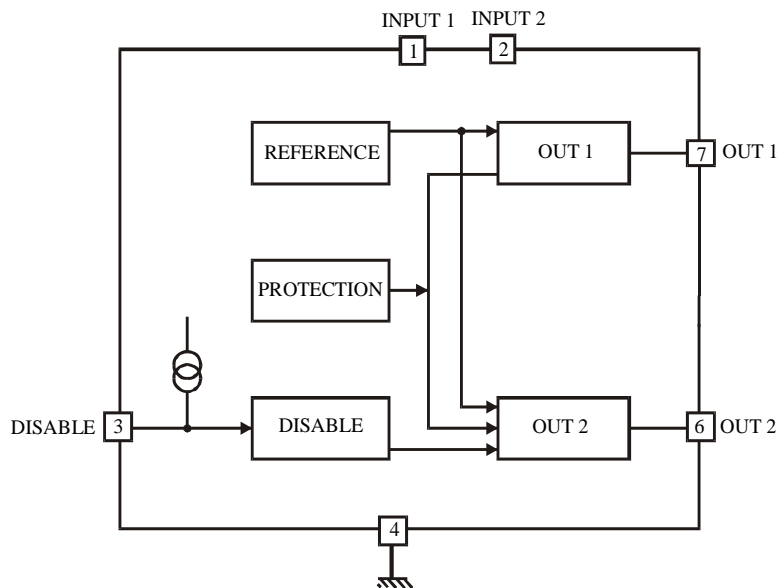 INPUT 1 INPUT 2
1 2
REFERENCE OUT 1 7 OUT 1
PROTECTION
DISABLE 3 DISABLE OUT 2 6 OUT 2
4